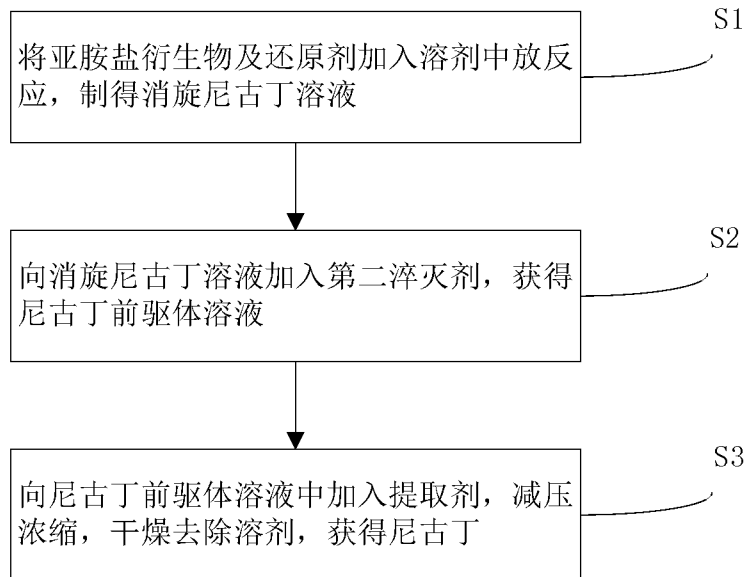 S1
将亚胺盐衍生物及还原剂加入溶剂中放反
应，制得消旋尼古丁溶液
S2
向消旋尼古丁溶液加入第二淬灭剂，获得
尼古丁前驱体溶液
S3
向尼古丁前驱体溶液中加入提取剂，减压
浓缩，干燥去除溶剂，获得尼古丁